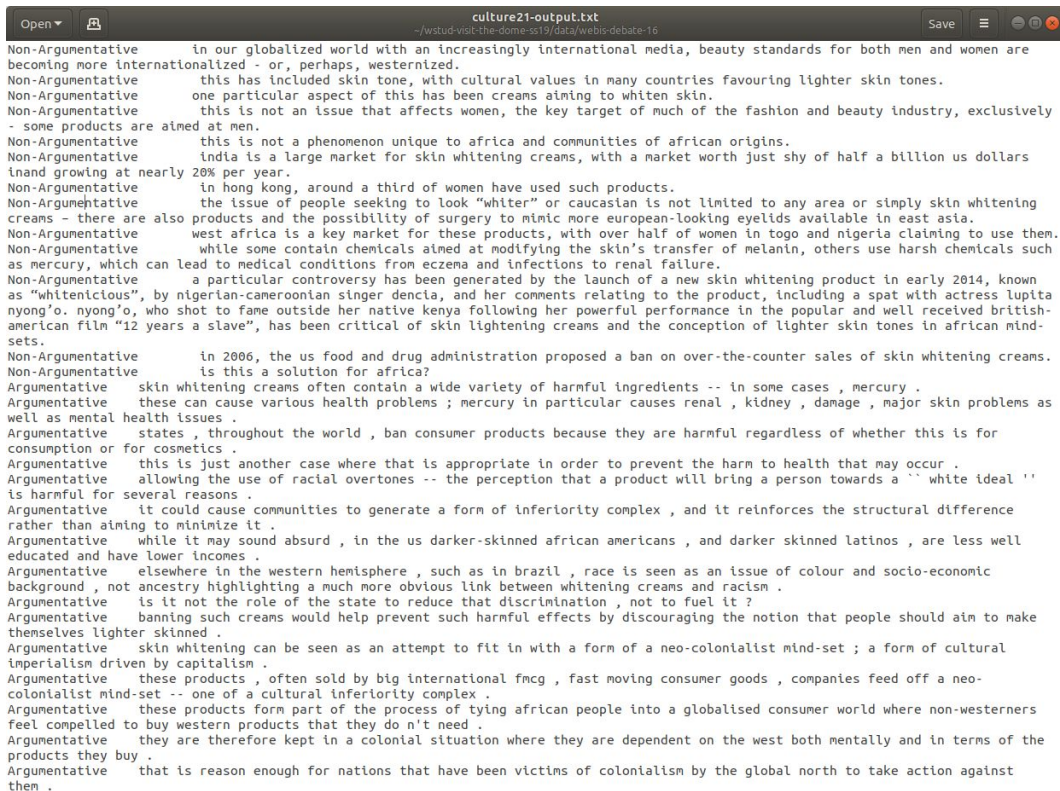 Open
culture21-output.txt
~/wstud-visit-the-dome-ss19/data/webis-debate-16
Save
Non-Argumentative in our globalized world with an increasingly international media, beauty standards for both men and women are
becoming more internationalized - or, perhaps, westernized.
Non-Argumentative this has included skin tone, with cultural values in many countries favouring lighter skin tones.
Non-Argumentative one particular aspect of this has been creams aiming to whiten skin.
Non-Argumentative this is not an issue that affects women, the key target of much of the fashion and beauty industry, exclusively
- some products are aimed at men.
Non-Argumentative this is not a phenomenon unique to africa and communities of african origins.
Non-Argumentative india is a large market for skin whitening creams, with a market worth just shy of half a billion us dollars
inand growing at nearly 20% per year.
Non-Argumentative in hong kong, around a third of women have used such products.
Non-Argumentative the issue of people seeking to look “whiter” or caucasian is not limited to any area or simply skin whitening
creams – there are also products and the possibility of surgery to mimic more european-looking eyelids available in east asia.
Non-Argumentative west africa is a key market for these products, with over half of women in togo and nigeria claiming to use them.
Non-Argumentative while some contain chemicals aimed at modifying the skin’s transfer of melanin, others use harsh chemicals such
as mercury, which can lead to medical conditions from eczema and infections to renal failure.
Non-Argumentative a particular controversy has been generated by the launch of a new skin whitening product in early 2014, known
as “whitenicious”, by nigerian-cameroonian singer dencia, and her comments relating to the product, including a spat with actress lupita
nyong’o. nyong’o, who shot to fame outside her native kenya following her powerful performance in the popular and well received british-
american film “12 years a slave”, has been critical of skin lightening creams and the conception of lighter skin tones in african mind-
sets.
Non-Argumentative in 2006, the us food and drug administration proposed a ban on over-the-counter sales of skin whitening creams.
Non-Argumentative is this a solution for africa?
Argumentative skin whitening creams often contain a wide variety of harmful ingredients -- in some cases , mercury .
Argumentative these can cause various health problems ; mercury in particular causes renal , kidney , damage , major skin problems as
well as mental health issues .
Argumentative states , throughout the world , ban consumer products because they are harmful regardless of whether this is for
consumption or for cosmetics .
Argumentative this is just another case where that is appropriate in order to prevent the harm to health that may occur .
Argumentative allowing the use of racial overtones -- the perception that a product will bring a person towards a `` white ideal ''
is harmful for several reasons .
Argumentative it could cause communities to generate a form of inferiority complex , and it reinforces the structural difference
rather than aiming to minimize it .
Argumentative while it may sound absurd , in the us darker-skinned african americans , and darker skinned latinos , are less well
educated and have lower incomes .
Argumentative elsewhere in the western hemisphere , such as in brazil , race is seen as an issue of colour and socio-economic
background , not ancestry highlighting a much more obvious link between whitening creams and racism .
Argumentative is it not the role of the state to reduce that discrimination , not to fuel it ?
Argumentative banning such creams would help prevent such harmful effects by discouraging the notion that people should aim to make
themselves lighter skinned .
Argumentative skin whitening can be seen as an attempt to fit in with a form of a neo-colonialist mind-set ; a form of cultural
imperialism driven by capitalism .
Argumentative these products , often sold by big international fmcg , fast moving consumer goods , companies feed off a neo-
colonialist mind-set -- one of a cultural inferiority complex .
Argumentative these products form part of the process of tying african people into a globalised consumer world where non-westerners
feel compelled to buy western products that they do n't need .
Argumentative they are therefore kept in a colonial situation where they are dependent on the west both mentally and in terms of the
products they buy .
Argumentative that is reason enough for nations that have been victims of colonialism by the global north to take action against
them .